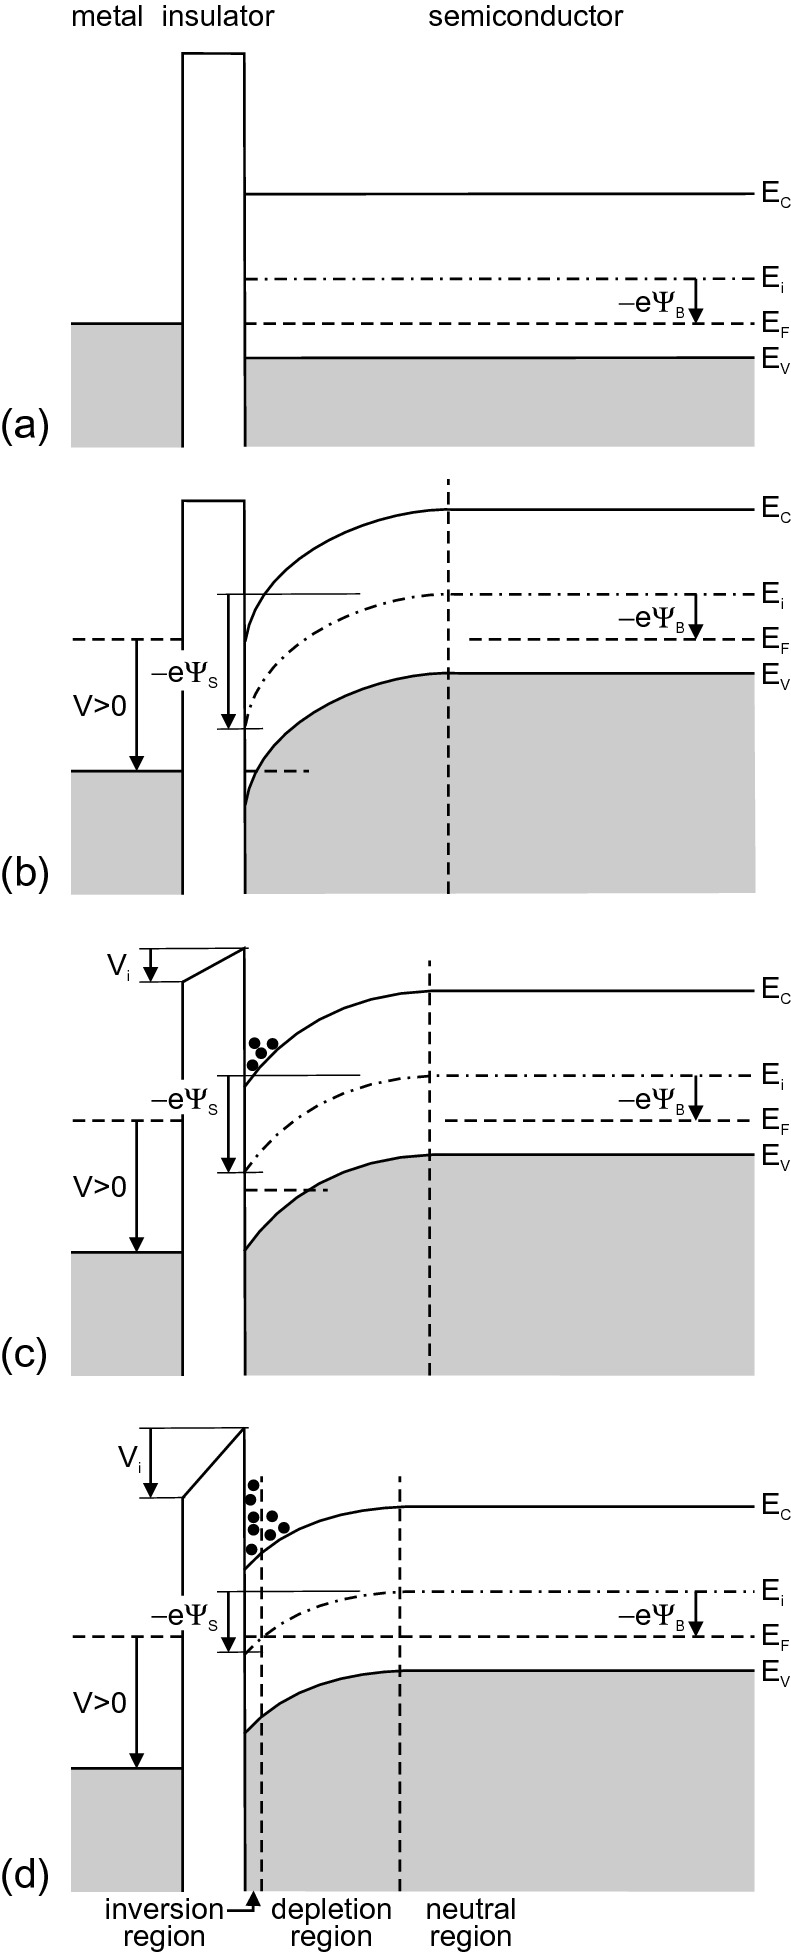 metal insulator semiconductor
E_C
E_i
–eΨ_B
E_F
E_V
(a)
E_C
E_i
–eΨ_B
E_F
–eΨ_S
E_V
V>0
(b)
V_i
E_C
E_i
–eΨ_S –eΨ_B
E_F
E_V
V>0
(c)
V_i
E_C
E_i
–eΨ_S –eΨ_B
E_F
E_V
V>0
(d)
inversion depletion neutral
region region region